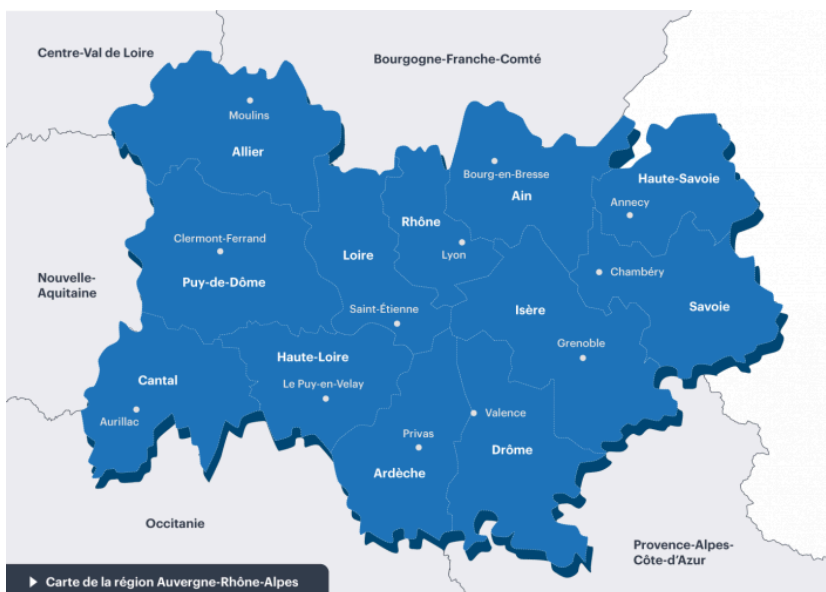 Centre-Val de Loire
Bourgogne-Franche-Comté
Moulins
Allier
Bourg-en-Bresse
Ain
Haute-Savoie
Annecy
Rhône
Lyon
Clermont-Ferrand
Puy-de-Dôme
Loire
Chambéry
Savoie
Nouvelle-
Aquitaine
Saint-Étienne
Isère
Grenoble
Haute-Loire
Le Puy-en-Velay
Cantal
Aurillac
Valence
Privas
Drôme
Ardèche
Occitanie
Provence-Alpes-
Côte-d'Azur
Carte de la région Auvergne-Rhône-Alpes